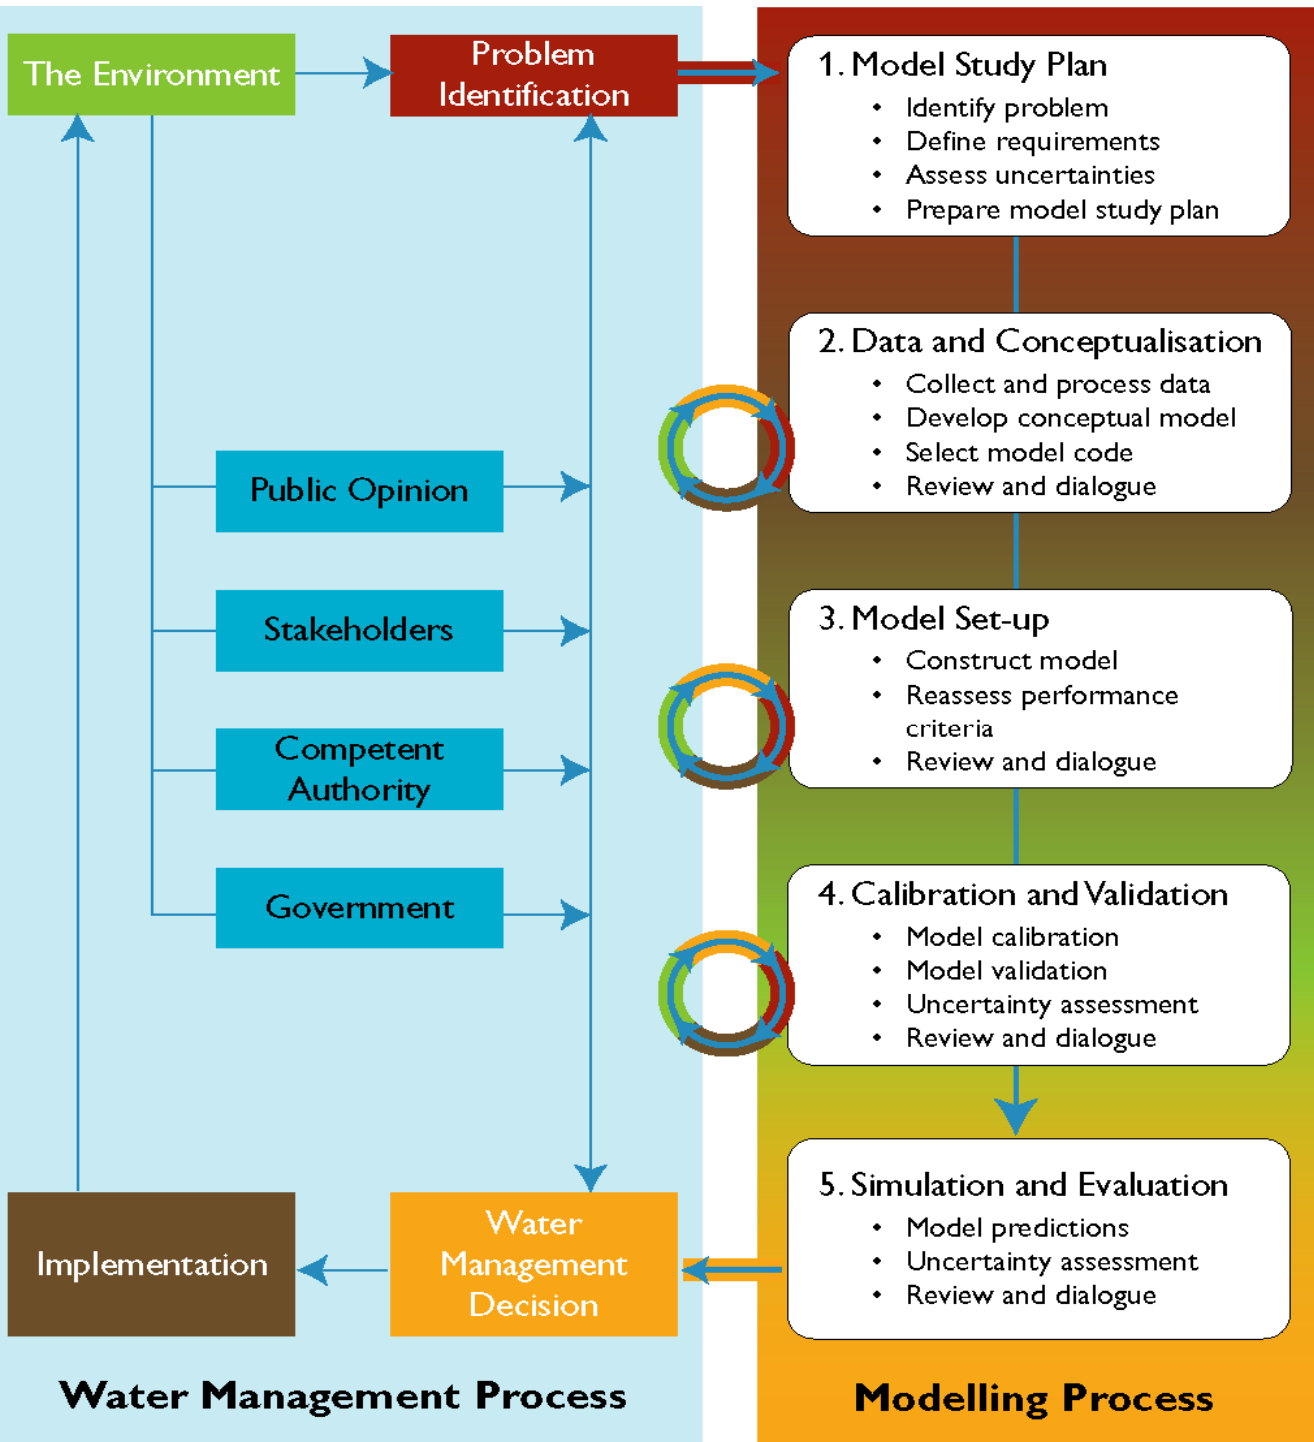 The Environment
Problem
Identification
Public Opinion
Stakeholders
Competent
Authority
Government
Implementation
Water
Management
Decision
Water Management Process
1. Model Study Plan
• Identify problem
• Define requirements
• Assess uncertainties
• Prepare model study plan
2. Data and Conceptualisation
• Collect and process data
• Develop conceptual model
• Select model code
• Review and dialogue
3. Model Set-up
• Construct model
• Reassess performance
criteria
• Review and dialogue
4. Calibration and Validation
• Model calibration
• Model validation
• Uncertainty assessment
• Review and dialogue
5. Simulation and Evaluation
• Model predictions
• Uncertainty assessment
• Review and dialogue
Modelling Process